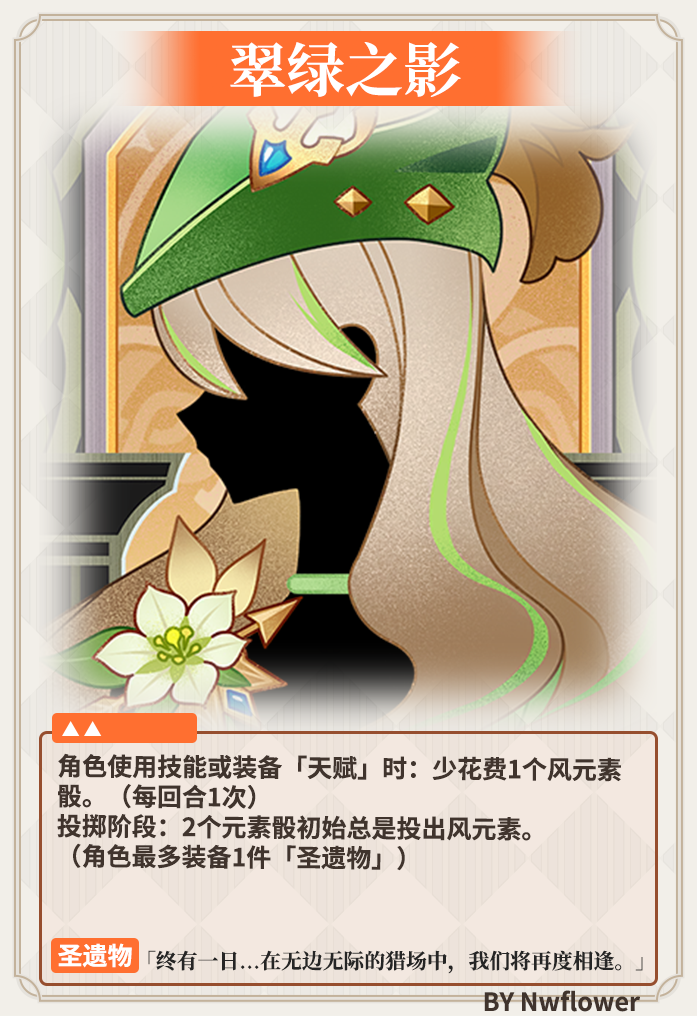 翠绿之影
角色使用技能或装备「天赋」时：少花费1个风元素
骰。（每回合1次）
投掷阶段：2个元素骰初始总是投出风元素。
（角色最多装备1件「圣遗物」）
圣遗物「终有一日…在无边无际的猎场中，我们将再度相逢。」
BY Nwflower